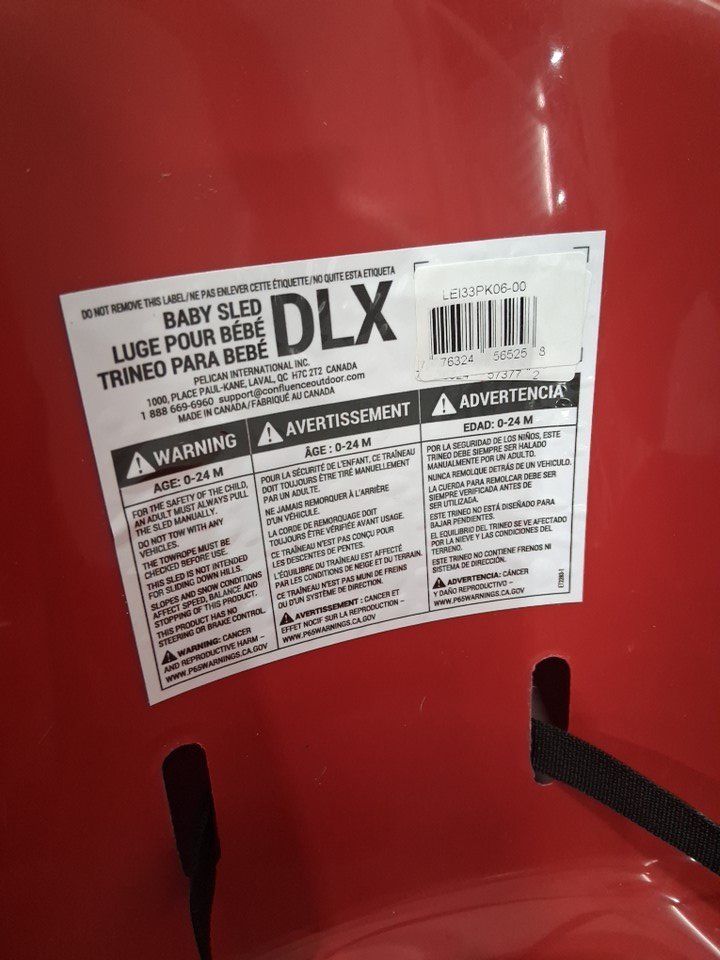 DO NOT REMOVE THIS LABEL/NE PAS ENLEVER CETTE ÉTIQUETTE/NO QUITE ESTA ETIQUETA
BABY SLED
LUGE POUR BÉBÉ
TRINEO PARA BEBÉ
DLX
PELICAN INTERNATIONAL INC.
1000, PLACE PAUL-KANE, LAVAL, QC H7C 2T2 CANADA
1 888 669-6960 support@confluenceoutdoor.com
MADE IN CANADA/FABRIQUÉ AU CANADA
LEI33PK06-00
7 76324 56525 8
57377 2
WARNING
AGE: 0-24 M
FOR THE SAFETY OF THE CHILD,
AN ADULT MUST ALWAYS PULL
THE SLED MANUALLY.
DO NOT TOW WITH ANY
VEHICLES.
THE TOWROPE MUST BE
CHECKED BEFORE USE.
THIS SLED IS NOT INTENDED
FOR SLIDING DOWN HILLS.
SLOPES AND SNOW CONDITIONS
AFFECT SPEED, BALANCE AND
STOPPING OF THIS PRODUCT.
THIS PRODUCT HAS NO
STEERING OR BRAKE CONTROL
WARNING: CANCER
AND REPRODUCTIVE HARM –
WWW.P65WARNINGS.CA.GOV
AVERTISSEMENT
ÂGE : 0-24 M
POUR LA SÉCURITÉ DE L'ENFANT, CE TRAÎNEAU
DOIT TOUJOURS ÊTRE TIRÉ MANUELLEMENT
PAR UN ADULTE.
NE JAMAIS REMORQUER À L'ARRIÈRE
D'UN VÉHICULE.
LA CORDE DE REMORQUAGE DOIT
TOUJOURS ÊTRE VÉRIFIÉE AVANT USAGE.
CE TRAÎNEAU N'EST PAS CONÇU POUR
LES DESCENTES DE PENTES.
L'ÉQUILIBRE DU TRAÎNEAU EST AFFECTÉ
PAR LES CONDITIONS DE NEIGE ET DU TERRAIN.
CE TRAÎNEAU N'EST PAS MUNI DE FREINS
OU D'UN SYSTÈME DE DIRECTION.
AVERTISSEMENT : CANCER ET
EFFET NOCIF SUR LA REPRODUCTION –
WWW.P65WARNINGS.CA.GOV
ADVERTENCIA
EDAD: 0-24 M
POR LA SEGURIDAD DE LOS NIÑOS, ESTE
TRINEO DEBE SIEMPRE SER HALADO
MANUALMENTE POR UN ADULTO.
NUNCA REMOLQUE DETRÁS DE UN VEHICULO.
LA CUERDA PARA REMOLCAR DEBE SER
SIEMPRE VERIFICADA ANTES DE
SER UTILIZADA.
ESTE TRINEO NO ESTÁ DISEÑADO PARA
BAJAR PENDIENTES.
EL EQUILIBRIO DEL TRINEO SE VE AFECTADO
POR LA NIEVE Y LAS CONDICIONES DEL
TERRENO.
ESTE TRINEO NO CONTIENE FRENOS NI
SISTEMA DE DIRECCIÓN.
ADVERTENCIA: CÁNCER
Y DAÑO REPRODUCTIVO –
WWW.P65WARNINGS.CA.GOV